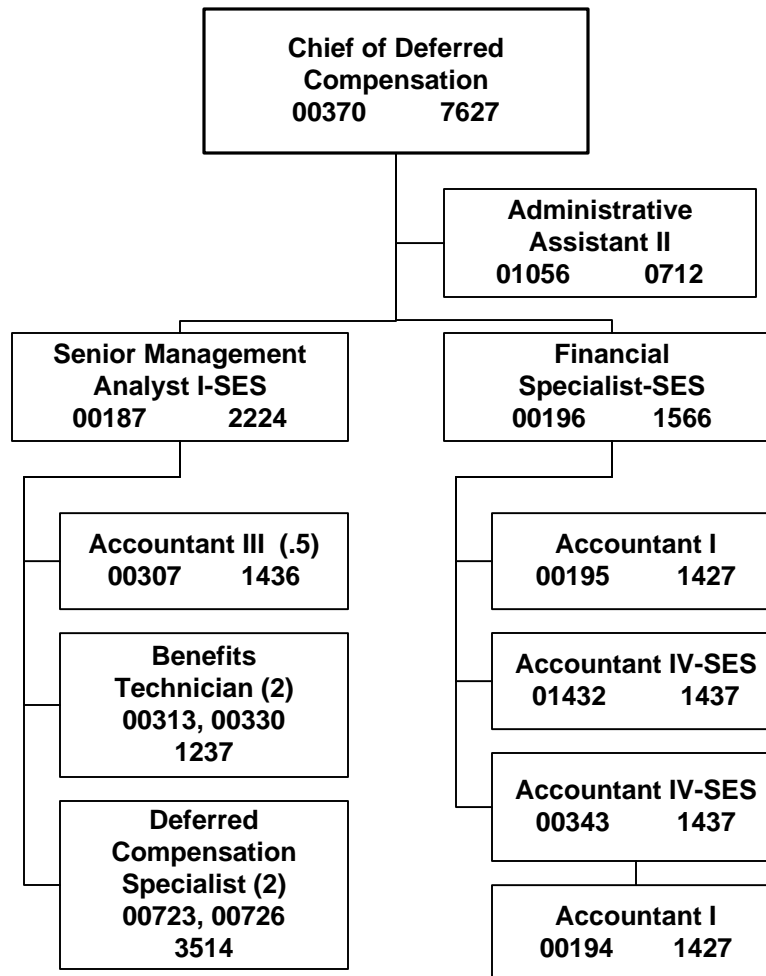 Chief of Deferred
Compensation
00370 7627
Administrative
Assistant II
01056 0712
Senior Management
Analyst I-SES
00187 2224
Financial
Specialist-SES
00196 1566
Accountant III (.5)
00307 1436
Benefits
Technician (2)
00313, 00330
1237
Deferred
Compensation
Specialist (2)
00723, 00726
3514
Accountant I
00195 1427
Accountant IV-SES
01432 1437
Accountant IV-SES
00343 1437
Accountant I
00194 1427